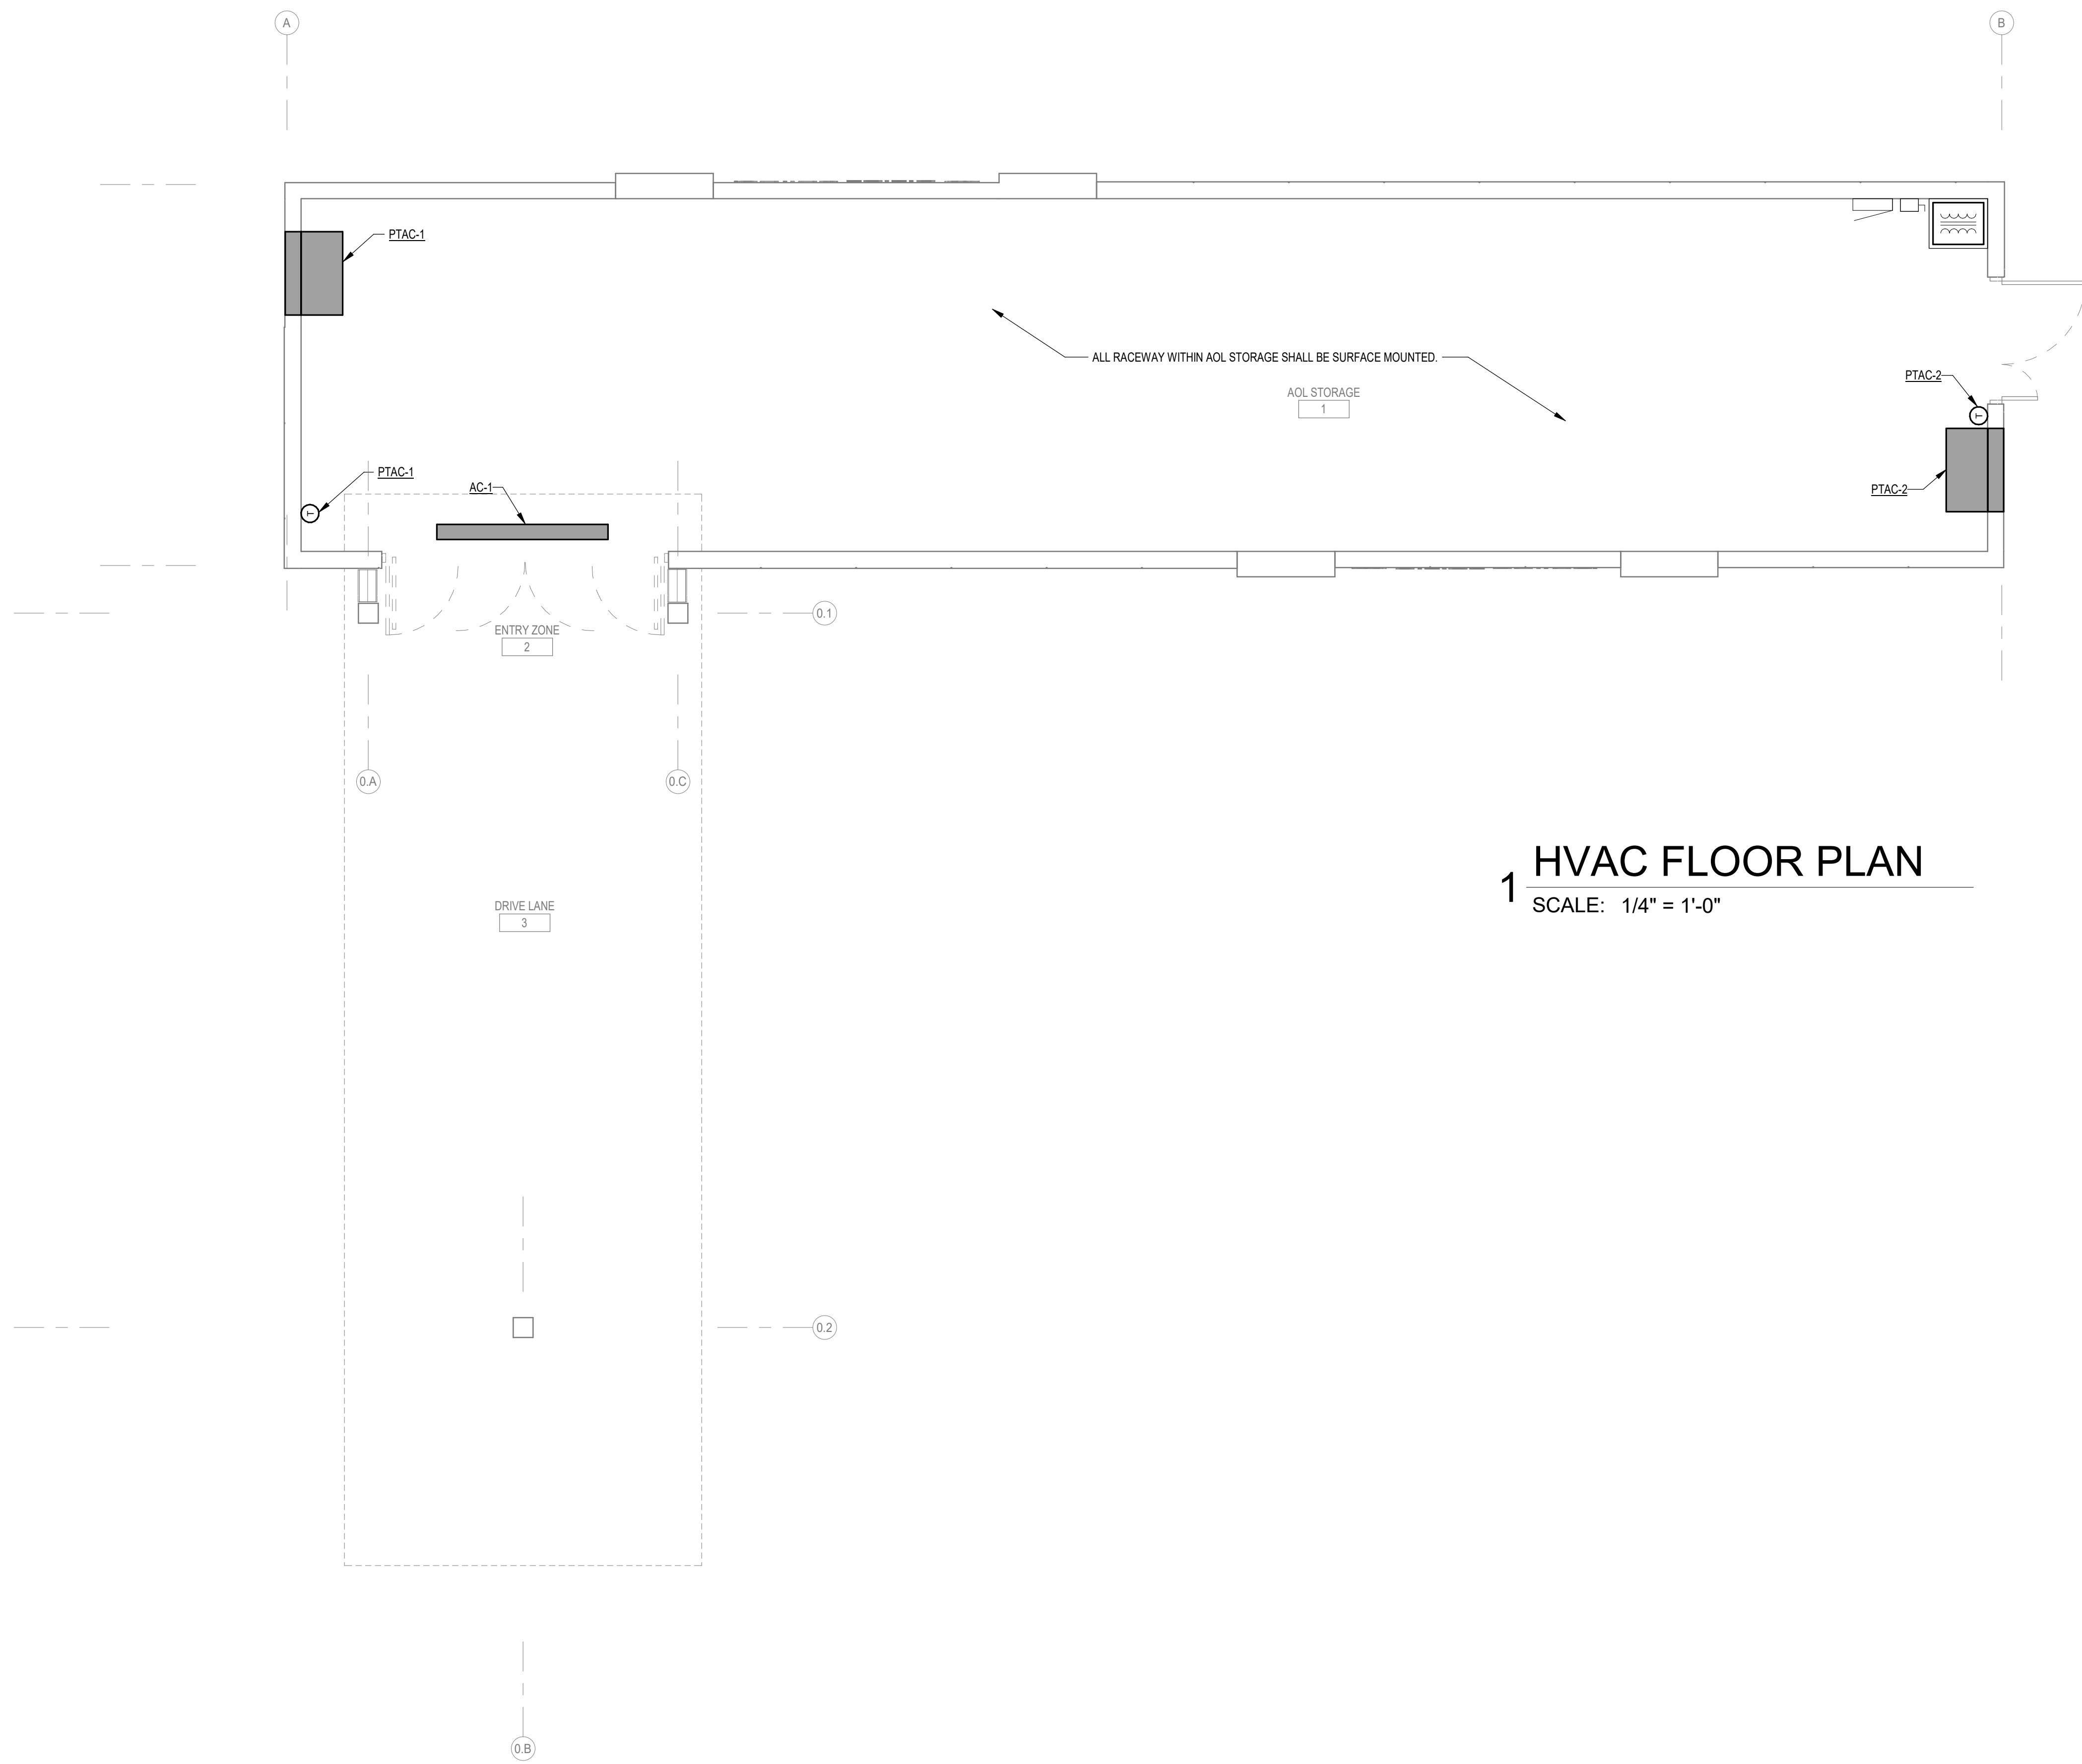 A
B
PTAC-1
ALL RACEWAY WITHIN AOL STORAGE SHALL BE SURFACE MOUNTED.
PTAC-2
T
AOL STORAGE
1
PTAC-1
T
AC-1
PTAC-2
0.1
ENTRY ZONE
2
0.A
0.C
1
HVAC FLOOR PLAN
SCALE: 1/4" = 1'-0"
DRIVE LANE
3
0.2
0.B